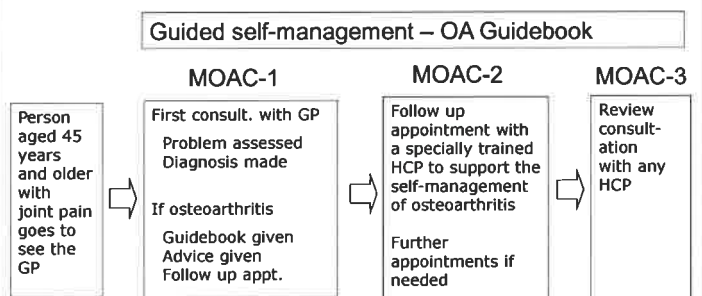 Guided self-management – OA Guidebook
MOAC-1
MOAC-2
MOAC-3
Person
aged 45
years
and older
with
joint pain
goes to
see the
GP
First consult. with GP
Problem assessed
Diagnosis made
If osteoarthritis
Guidebook given
Advice given
Follow up appt.
Follow up
appointment with
a specially trained
HCP to support the
self-management
of osteoarthritis
Further
appointments if
needed
Review
consult-
ation
with any
HCP